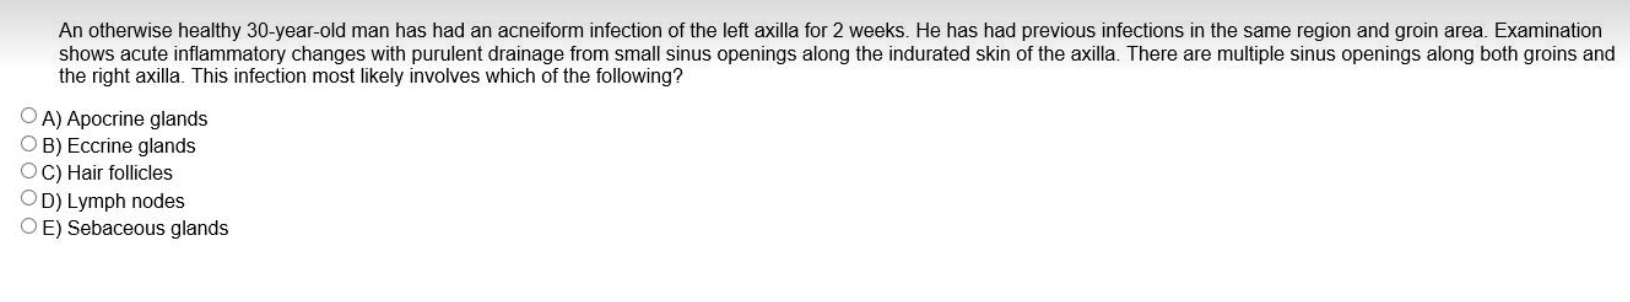 An otherwise healthy 30-year-old man has had an acneiform infection of the left axilla for 2 weeks. He has had previous infections in the same region and groin area. Examination
shows acute inflammatory changes with purulent drainage from small sinus openings along the indurated skin of the axilla. There are multiple sinus openings along both groins and
the right axilla. This infection most likely involves which of the following?
A) Apocrine glands
B) Eccrine glands
C) Hair follicles
D) Lymph nodes
E) Sebaceous glands